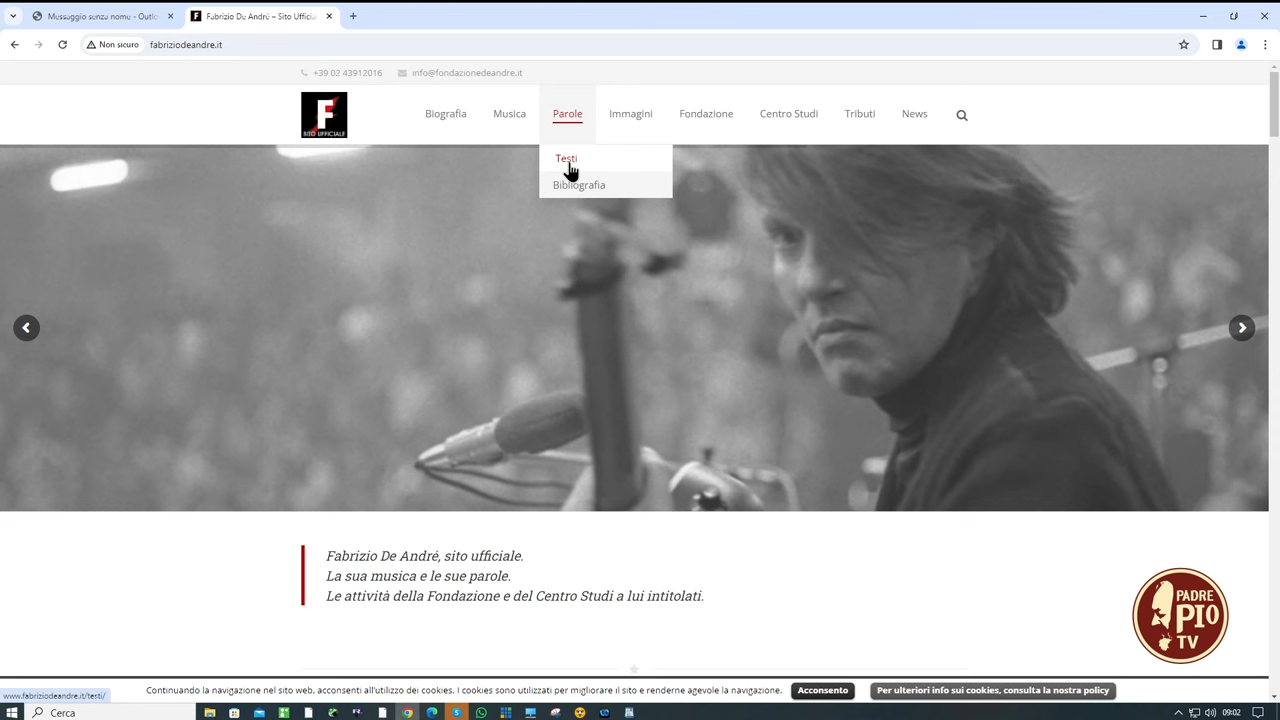 Messaggio senza nome - Outlo
Fabrizio De André – Sito Ufficial
Non sicuro
fabriziodeandre.it
+39 02 43912016
info@fondazionedeandre.it
F
SITO UFFICIALE
Biografia
Musica
Parole
Immagini
Fondazione
Centro Studi
Tributi
News
Testi
Bibliografia
Fabrizio De André, sito ufficiale.
La sua musica e le sue parole.
Le attività della Fondazione e del Centro Studi a lui intitolati.
PADRE
PIO
TV
www.fabriziodeandre.it/testi/
Continuando la navigazione nel sito web, acconsenti all'utilizzo dei cookies. I cookies sono utilizzati per migliorare il sito e renderne agevole la navigazione.
Acconsento
Per ulteriori info sui cookies, consulta la nostra policy
Cerca
09:02